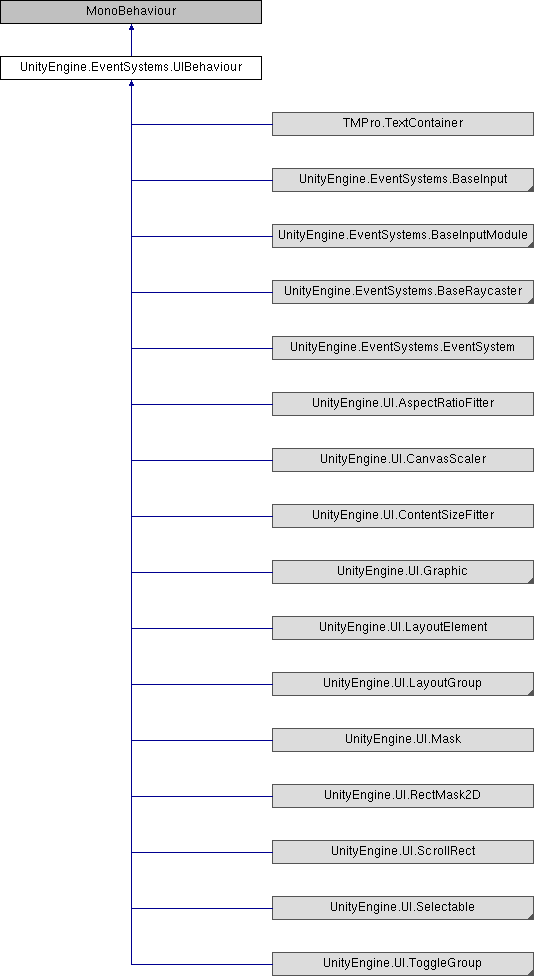 MonoBehaviour
UnityEngine.EventSystems.UIBehaviour
TMPro.TextContainer
UnityEngine.EventSystems.BaseInput
UnityEngine.EventSystems.BaseInputModule
UnityEngine.EventSystems.BaseRaycaster
UnityEngine.EventSystems.EventSystem
UnityEngine.UI.AspectRatioFitter
UnityEngine.UI.CanvasScaler
UnityEngine.UI.ContentSizeFitter
UnityEngine.UI.Graphic
UnityEngine.UI.LayoutElement
UnityEngine.UI.LayoutGroup
UnityEngine.UI.Mask
UnityEngine.UI.RectMask2D
UnityEngine.UI.ScrollRect
UnityEngine.UI.Selectable
UnityEngine.UI.ToggleGroup